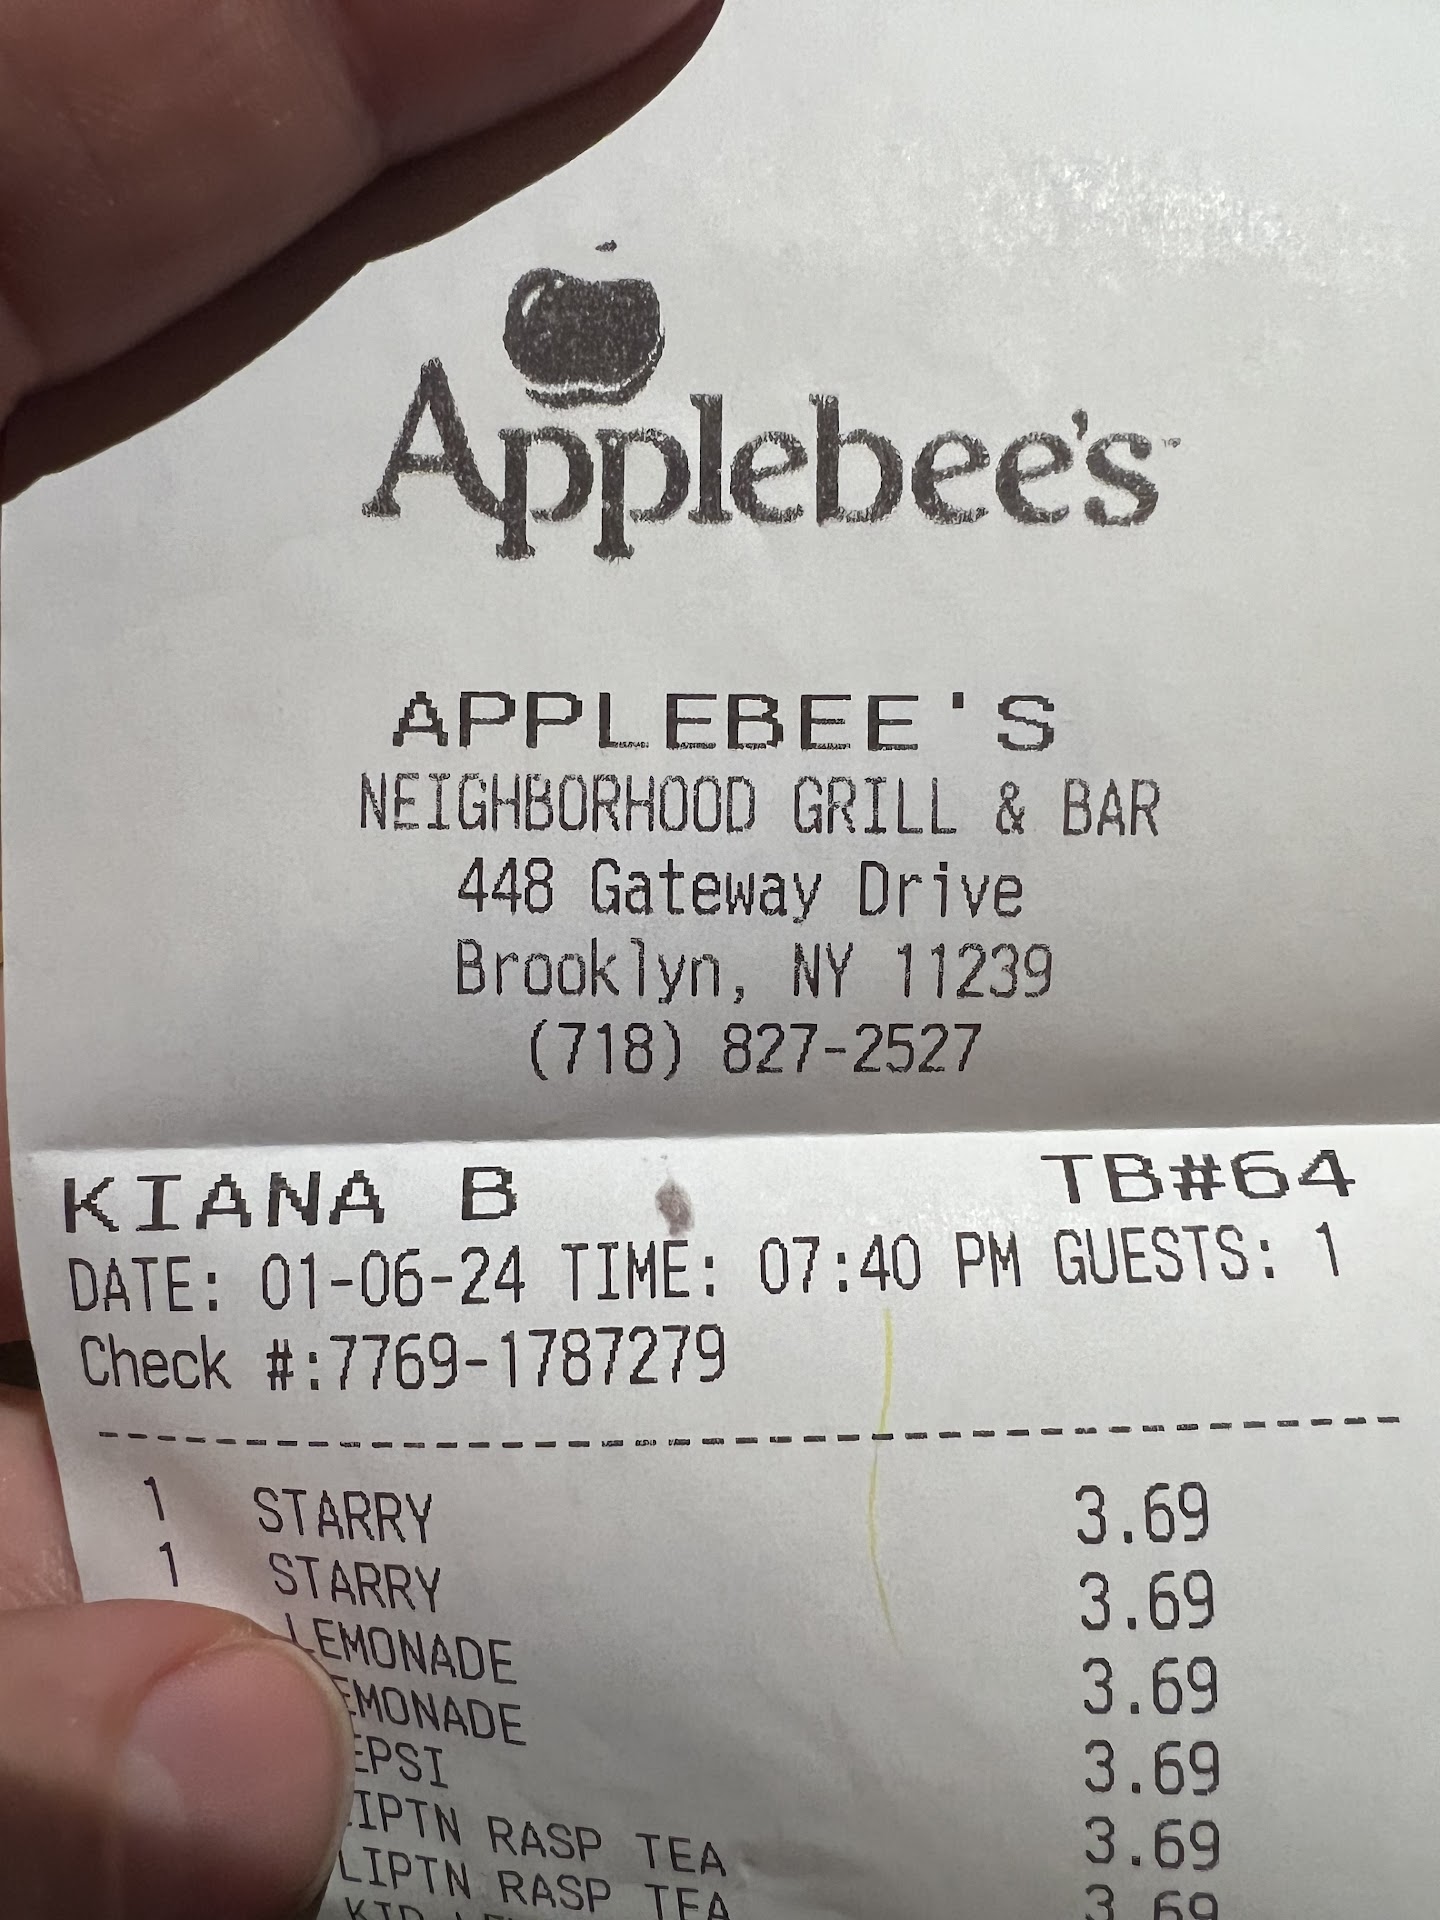 Applebee's
APPLEBEE'S
NEIGHBORHOOD GRILL & BAR
448 Gateway Drive
Brooklyn, NY 11239
(718) 827-2527
KIANA B TB#64
DATE: 01-06-24 TIME: 07:40 PM GUESTS: 1
Check #:7769-1787279
1 STARRY 3.69
1 STARRY 3.69
LEMONADE 3.69
EMONADE 3.69
EPSI 3.69
LIPTN RASP TEA 3.69
LIPTN RASP TEA
KID